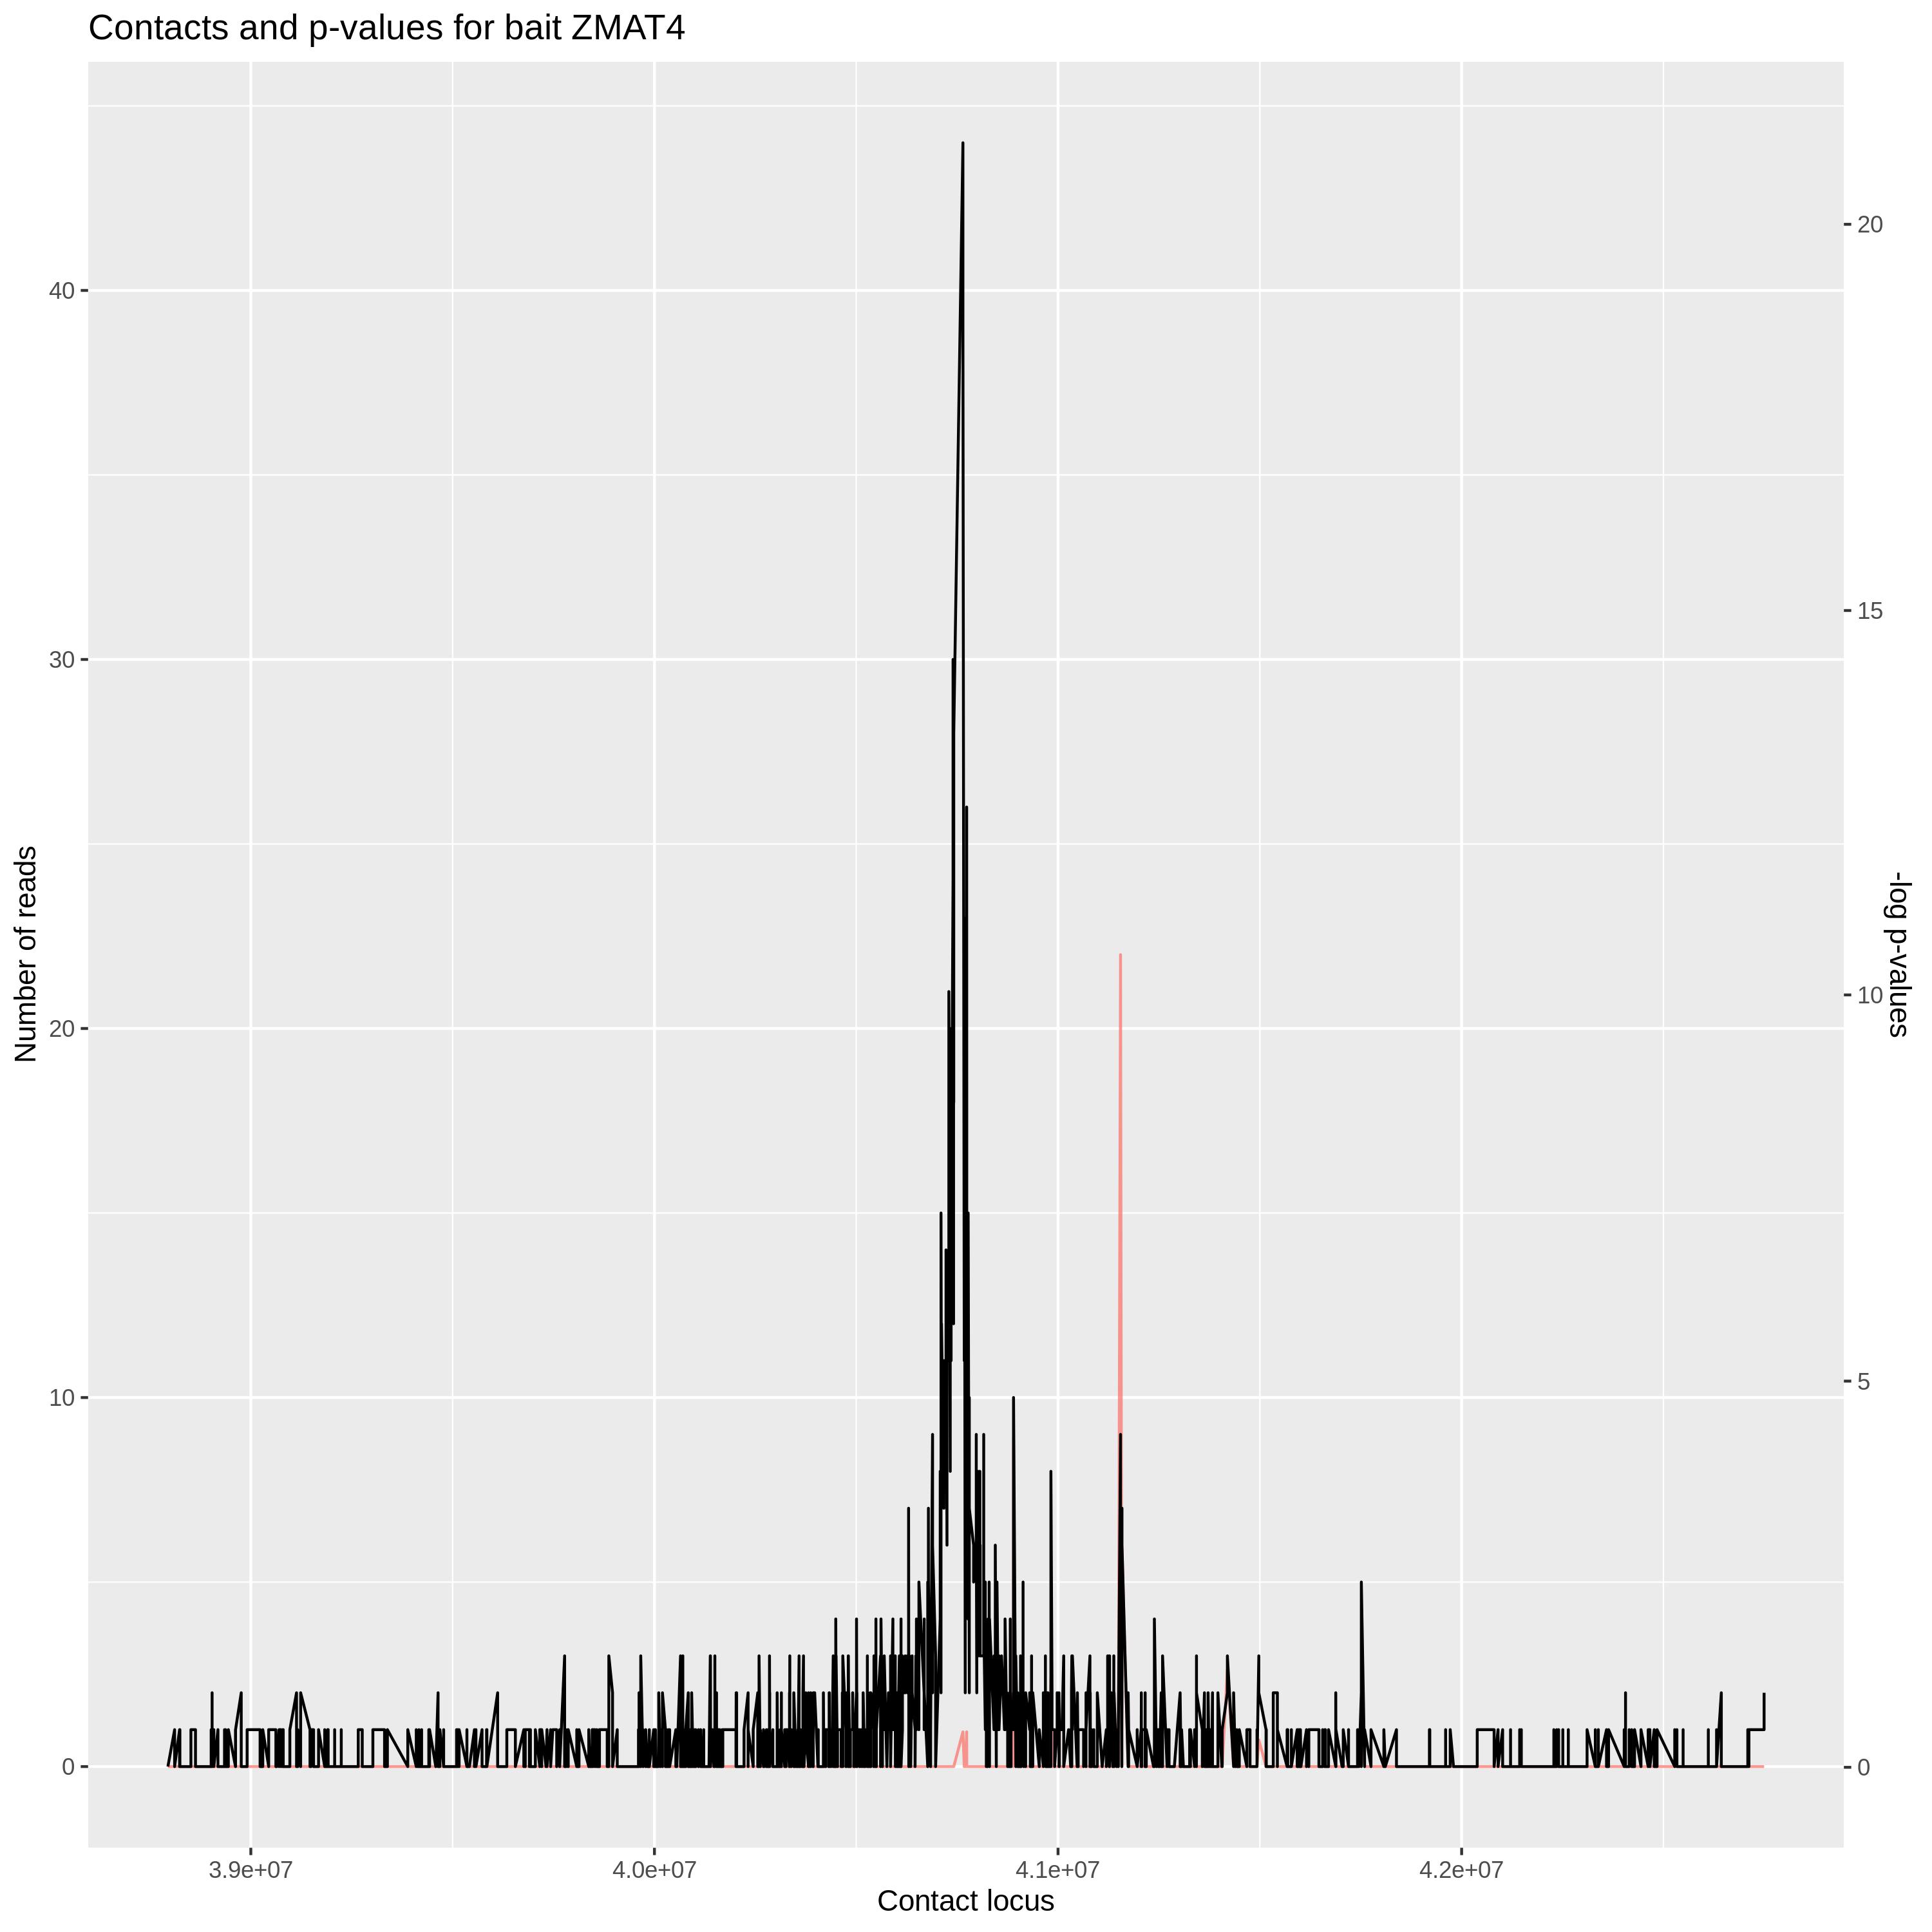 Contacts and p-values for bait ZMAT4
Number of reads
40
30
20
10
0
20
15
10
5
0
-log p-values
3.9e+07
4.0e+07
4.1e+07
4.2e+07
Contact locus